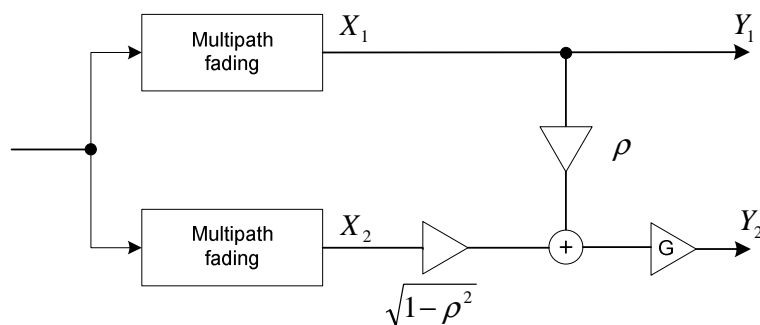 Multipath
fading
X₁
Y₁
ρ
Multipath
fading
X₂
√(1−ρ²)
+
G
Y₂